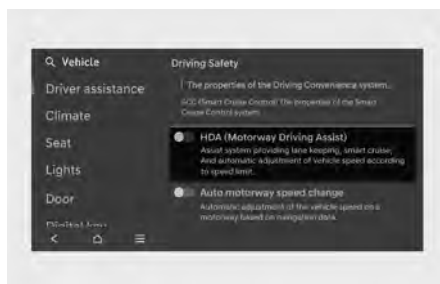 Vehicle
Driver assistance
Climate
Seat
Lights
Door
Digital key
Driving Safety
The properties of the Driving Convenience system..
SCC (Smart Cruise Control) The properties of the Smart
Cruise Control system
HDA (Motorway Driving Assist)
Assist system providing lane keeping, smart cruise,
And automatic adjustment of vehicle speed according
to speed limit.
Auto motorway speed change
Automatic adjustment of the vehicle speed on a
motorway based on navigation data.